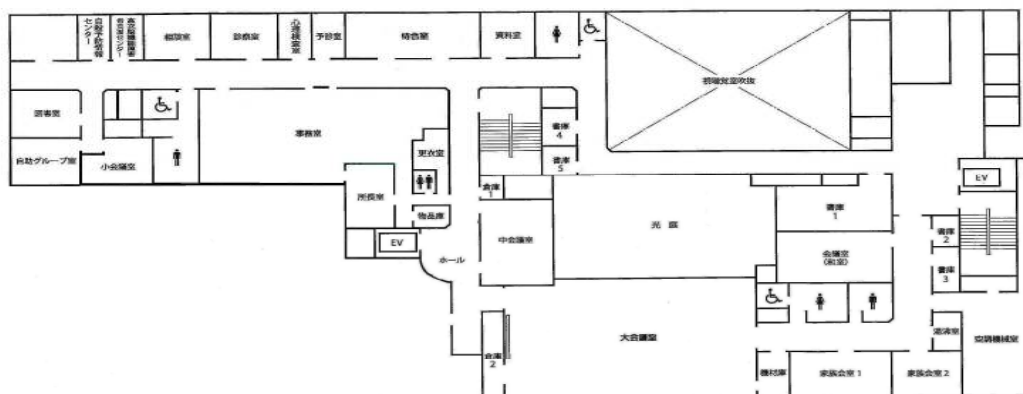 自殺予防情報
センター
高次脳機能障害
者支援センター
相談室
診察室
心理検査室
予診室
待合室
資料室
視聴覚室吹抜
図書室
自助グループ室
小会議室
事務室
更衣室
所長室
物品庫
EV
ホール
書庫
4
書庫
5
倉庫
1
中会議室
光庭
書庫
1
会議室
(和室)
EV
書庫
2
書庫
3
大会議室
倉庫
2
湯沸室
空調機械室
機材庫
家族会室1
家族会室2